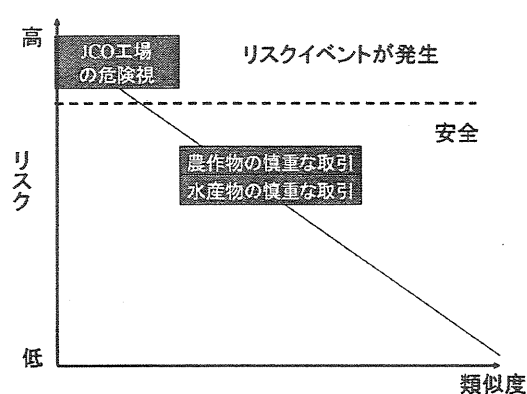 高
JCO工場
の危険視
リスクイベントが発生
安全
リスク
農作物の慎重な取引
水産物の慎重な取引
低
類似度